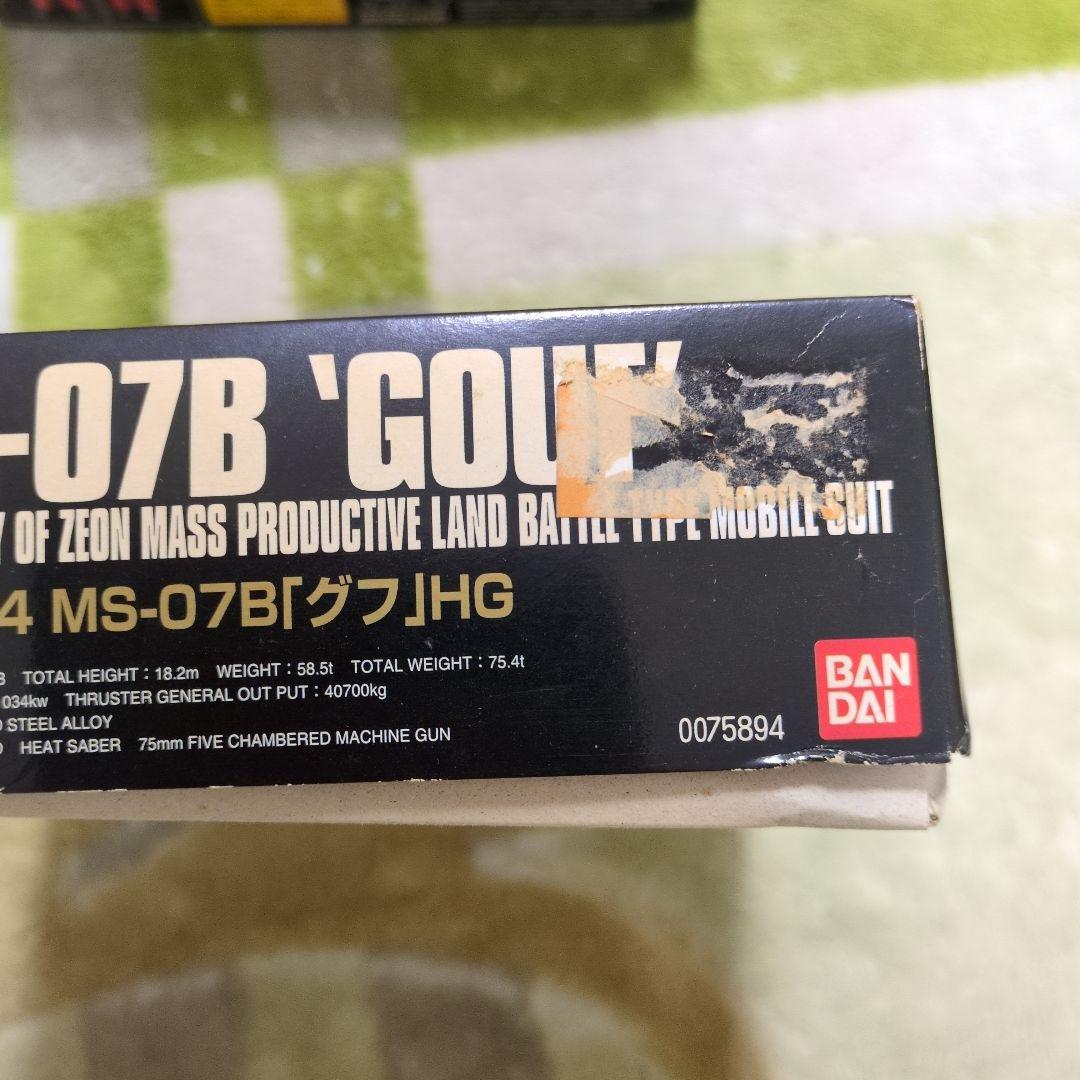 -07B 'GOUF'
OF ZEON MASS PRODUCTIVE LAND BATTLE TYPE MOBILE SUIT
4 MS-07B「グフ」HG
TOTAL HEIGHT : 18.2m WEIGHT : 58.5t TOTAL WEIGHT : 75.4t
034kw THRUSTER GENERAL OUT PUT : 40700kg
STEEL ALLOY
HEAT SABER 75mm FIVE CHAMBERED MACHINE GUN
0075894
BAN
DAI